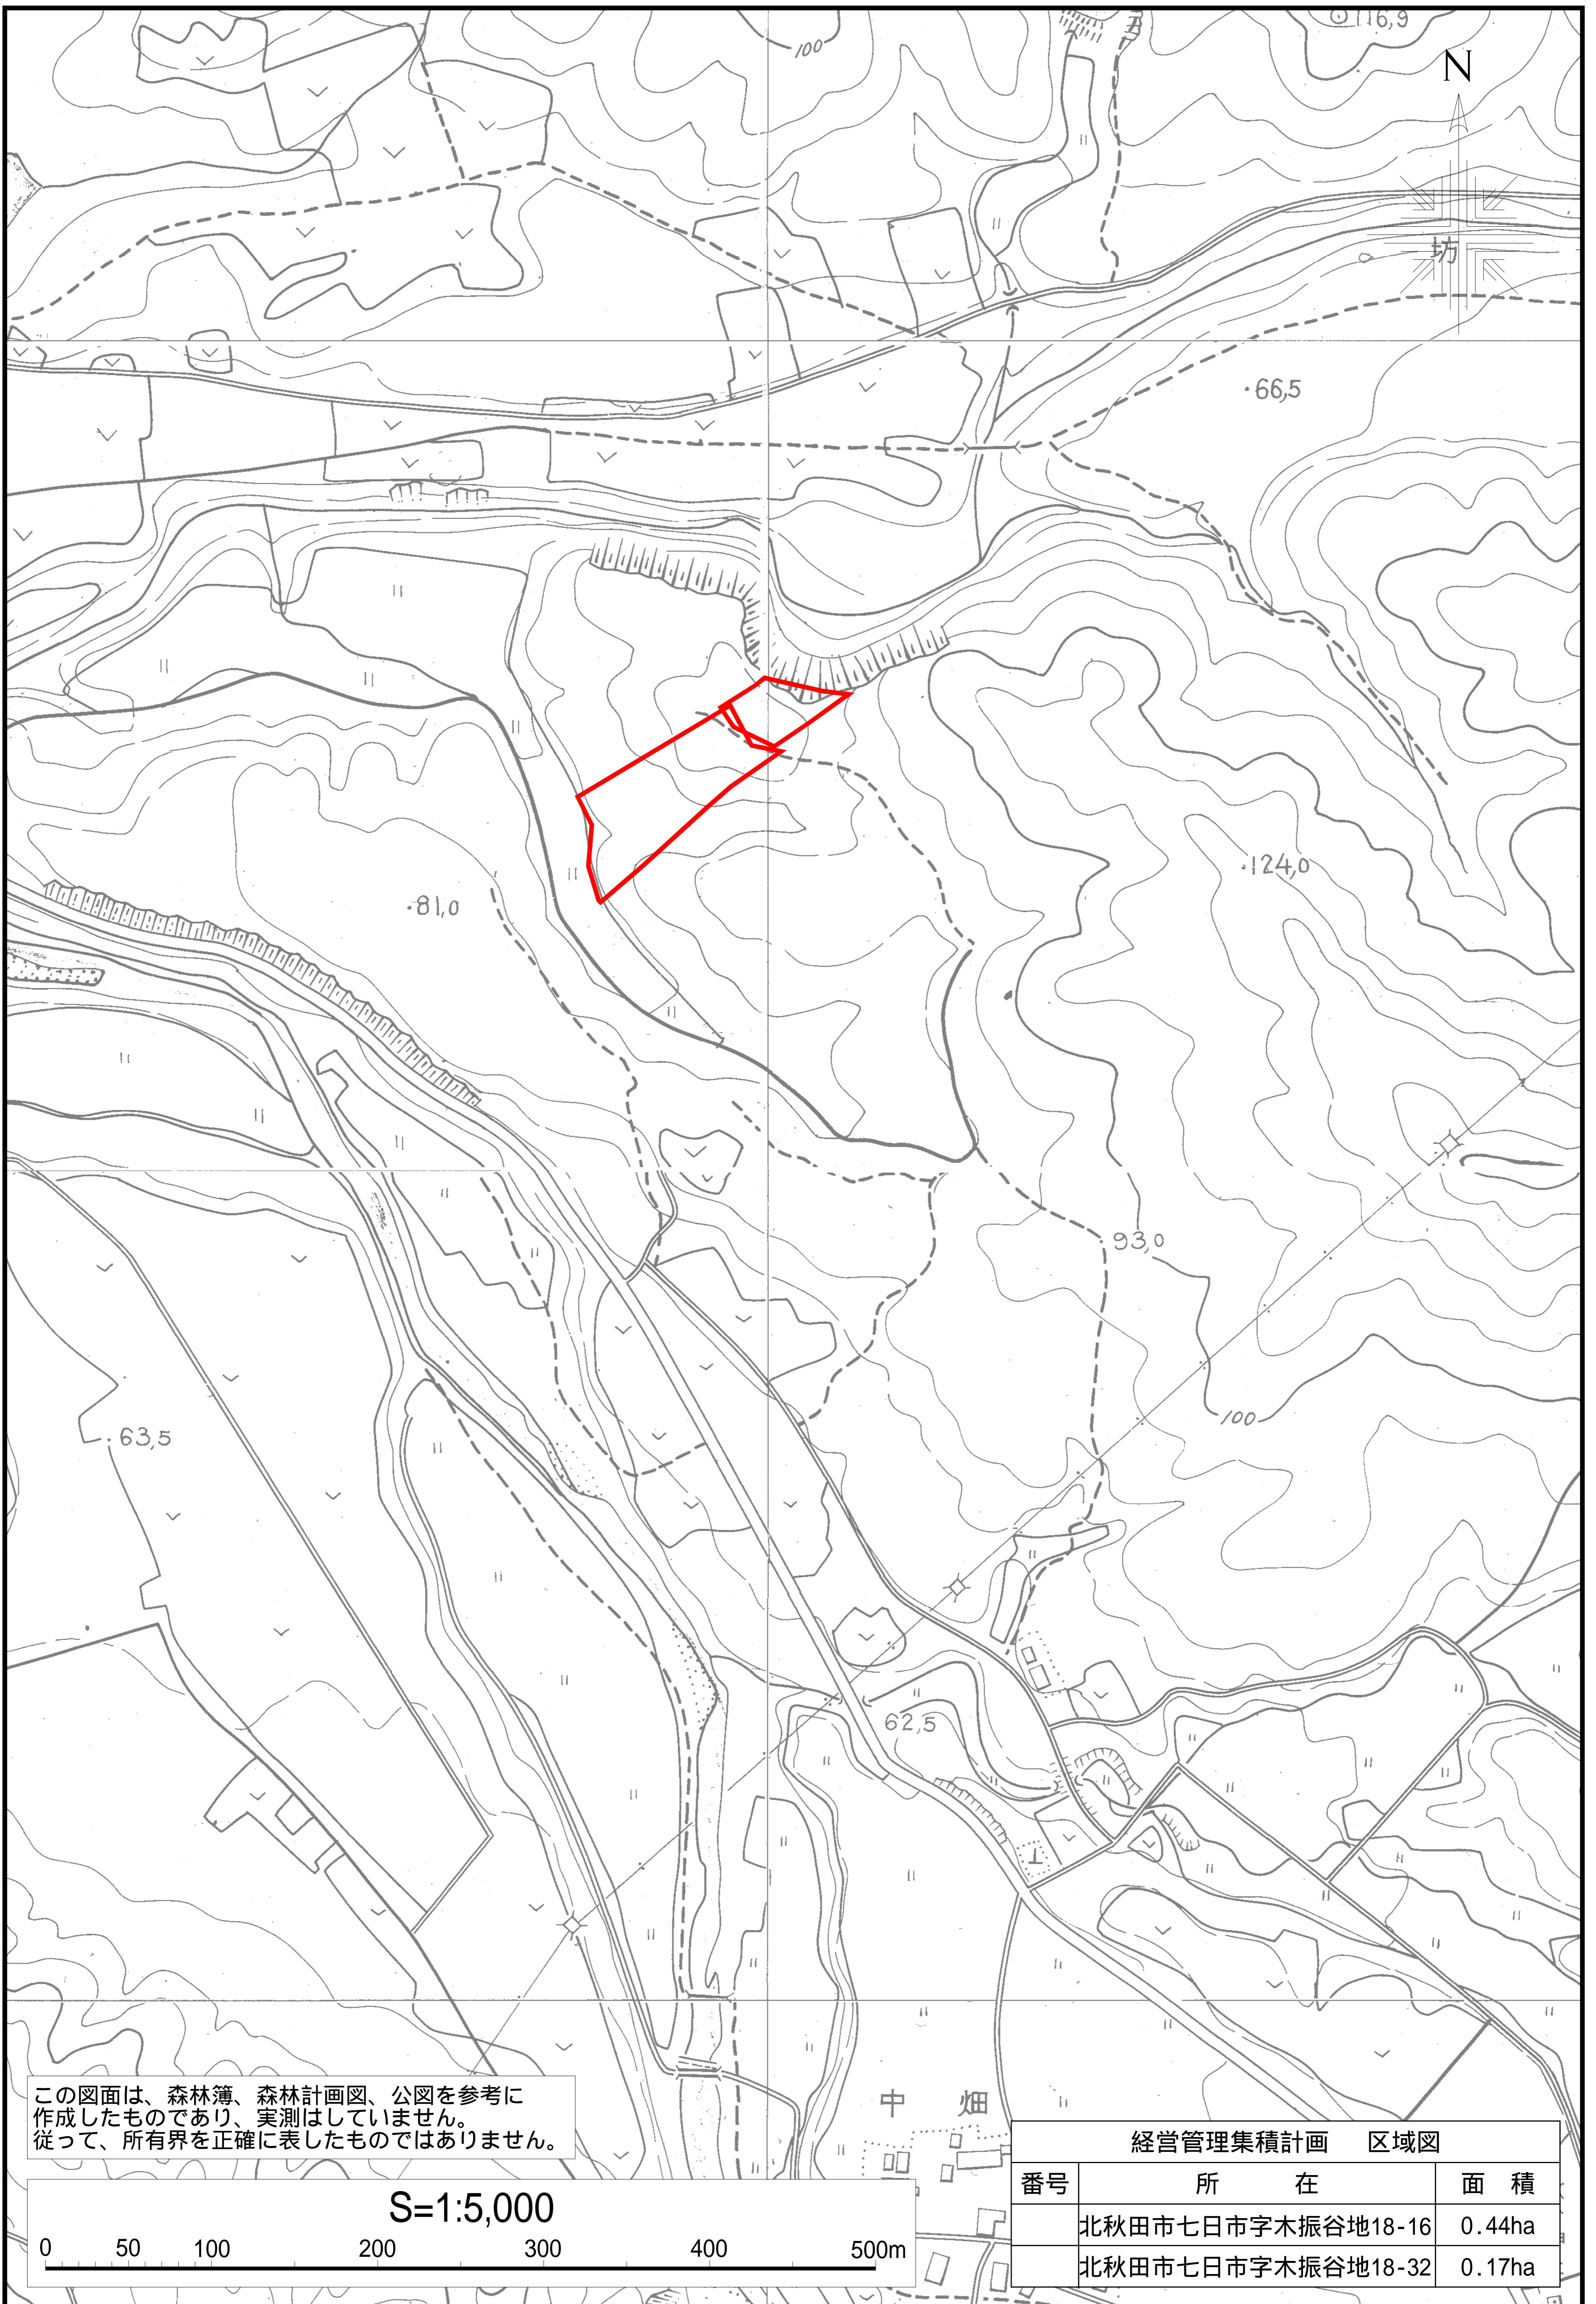 100
116,9
N
坊
66,5
124,0
81,0
93,0
100
63,5
62,5
中 畑
この図面は、森林簿、森林計画図、公図を参考に
作成したものであり、実測はしていません。
従って、所有界を正確に表したものではありません。
S=1:5,000
0 50 100 200 300 400 500m
経営管理集積計画 区域図
番号 所 在 面 積
北秋田市七日市字木振谷地18-16 0.44ha
北秋田市七日市字木振谷地18-32 0.17ha